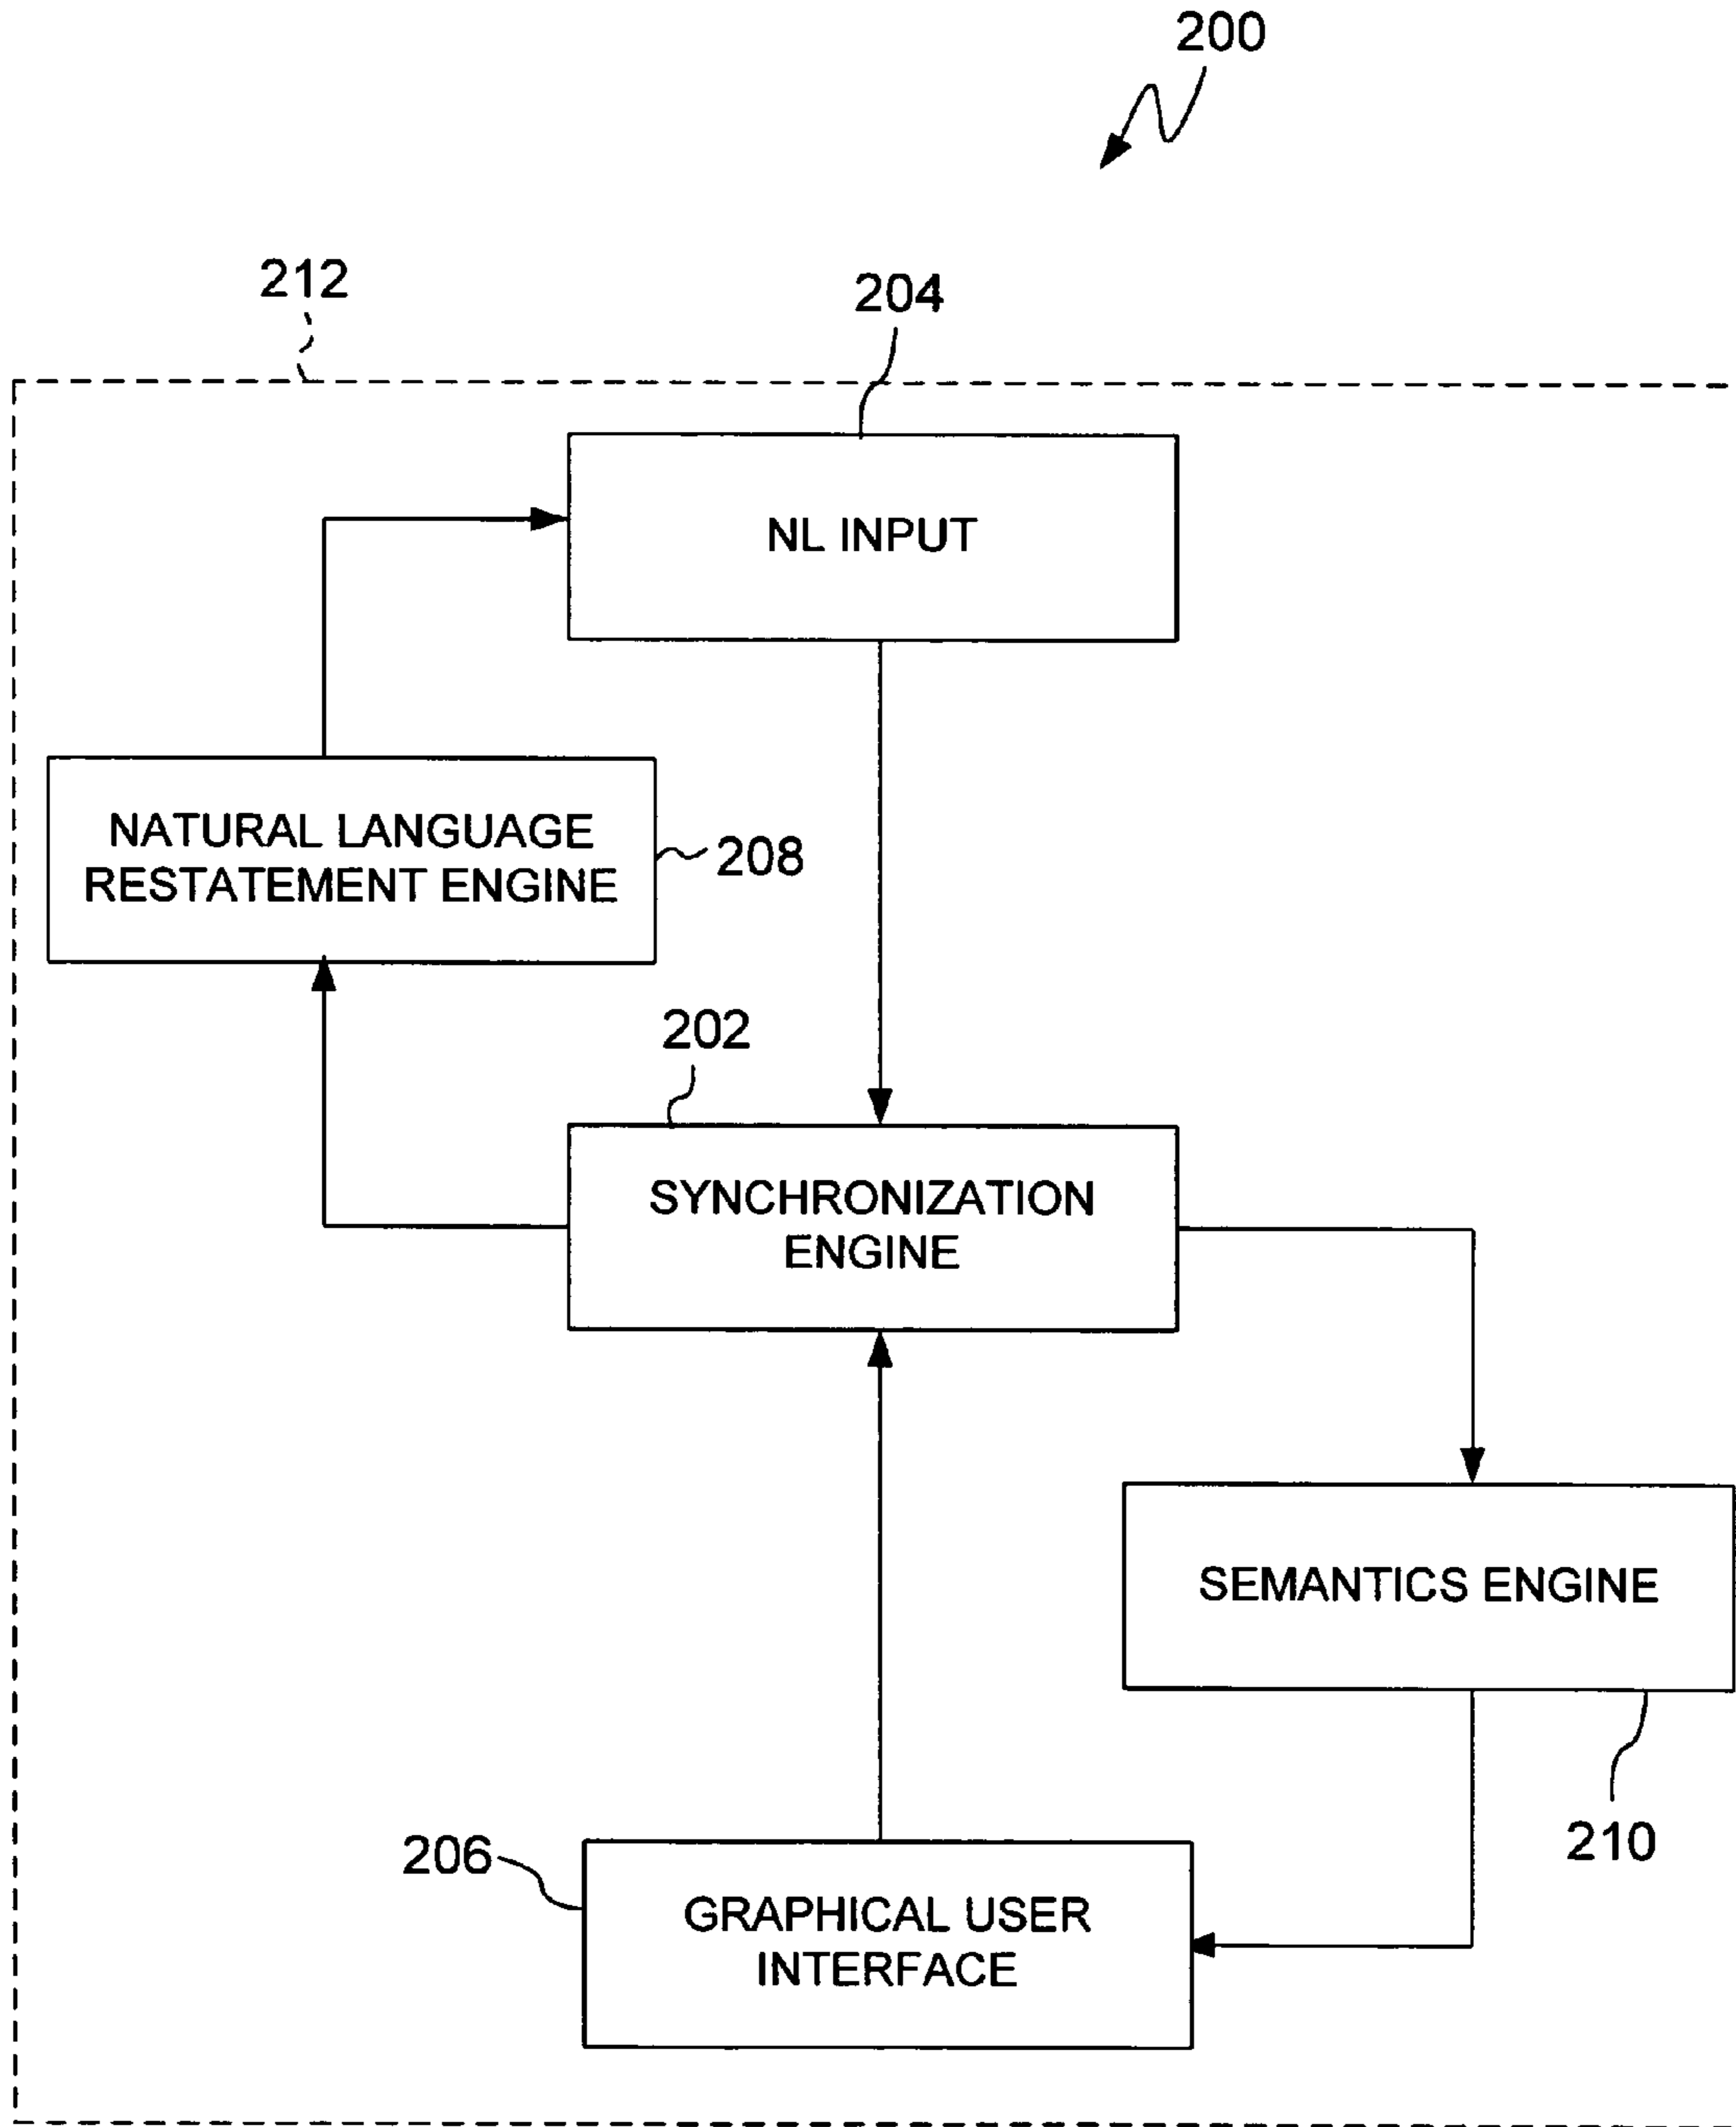 200
212
204
NL INPUT
NATURAL LANGUAGE
RESTATEMENT ENGINE
208
202
SYNCHRONIZATION
ENGINE
SEMANTICS ENGINE
210
206
GRAPHICAL USER
INTERFACE